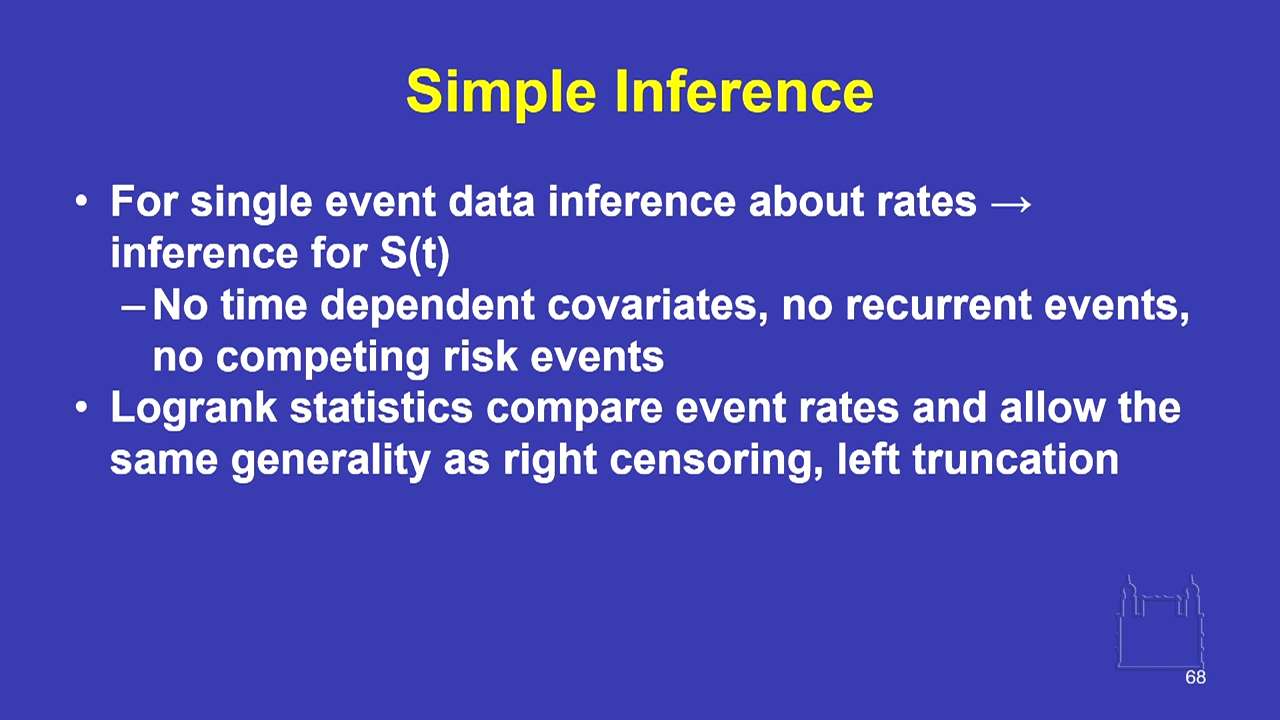 Simple Inference
• For single event data inference about rates →
inference for S(t)
– No time dependent covariates, no recurrent events,
no competing risk events
• Logrank statistics compare event rates and allow the
same generality as right censoring, left truncation
68